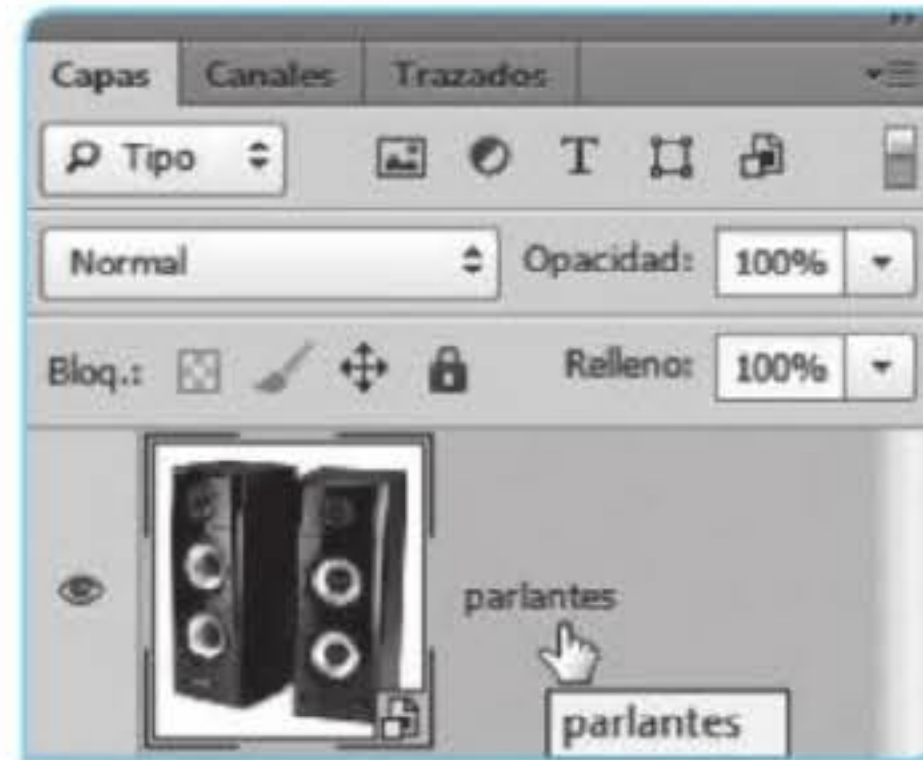 Capas Canales Trazados
Tipo
Normal Opacidad: 100%
Bloq.: Relleno: 100%
parlantes
parlantes